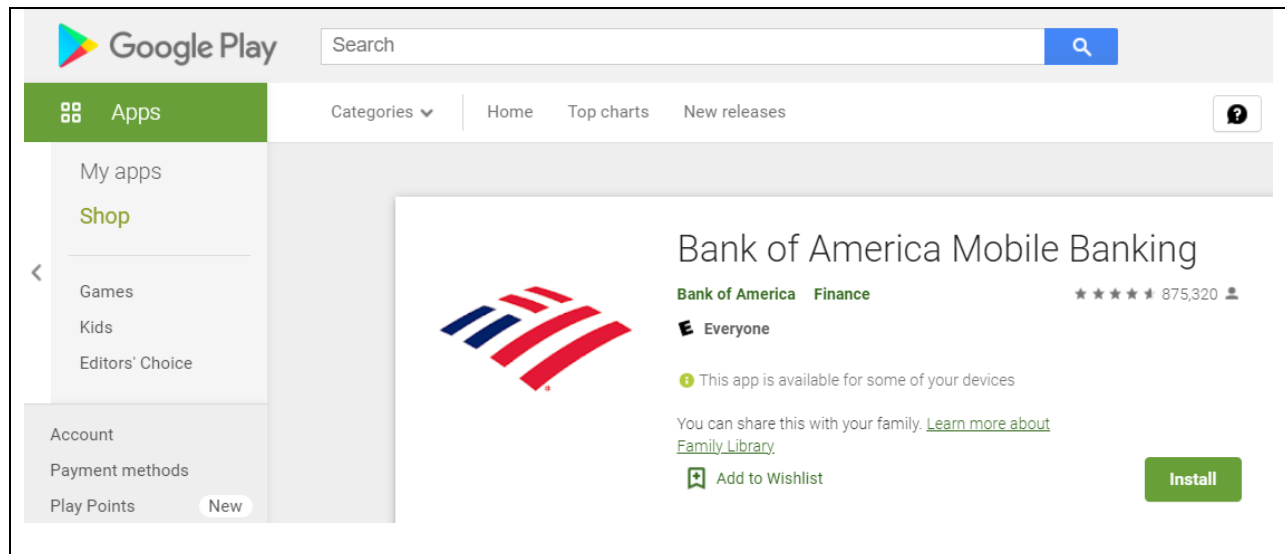 Google Play
Search
Apps
Categories
Home
Top charts
New releases
My apps
Shop
Games
Kids
Editors' Choice
Account
Payment methods
Play Points
New
Bank of America Mobile Banking
Bank of America Finance
875,320
E Everyone
This app is available for some of your devices
You can share this with your family. Learn more about
Family Library
Add to Wishlist
Install